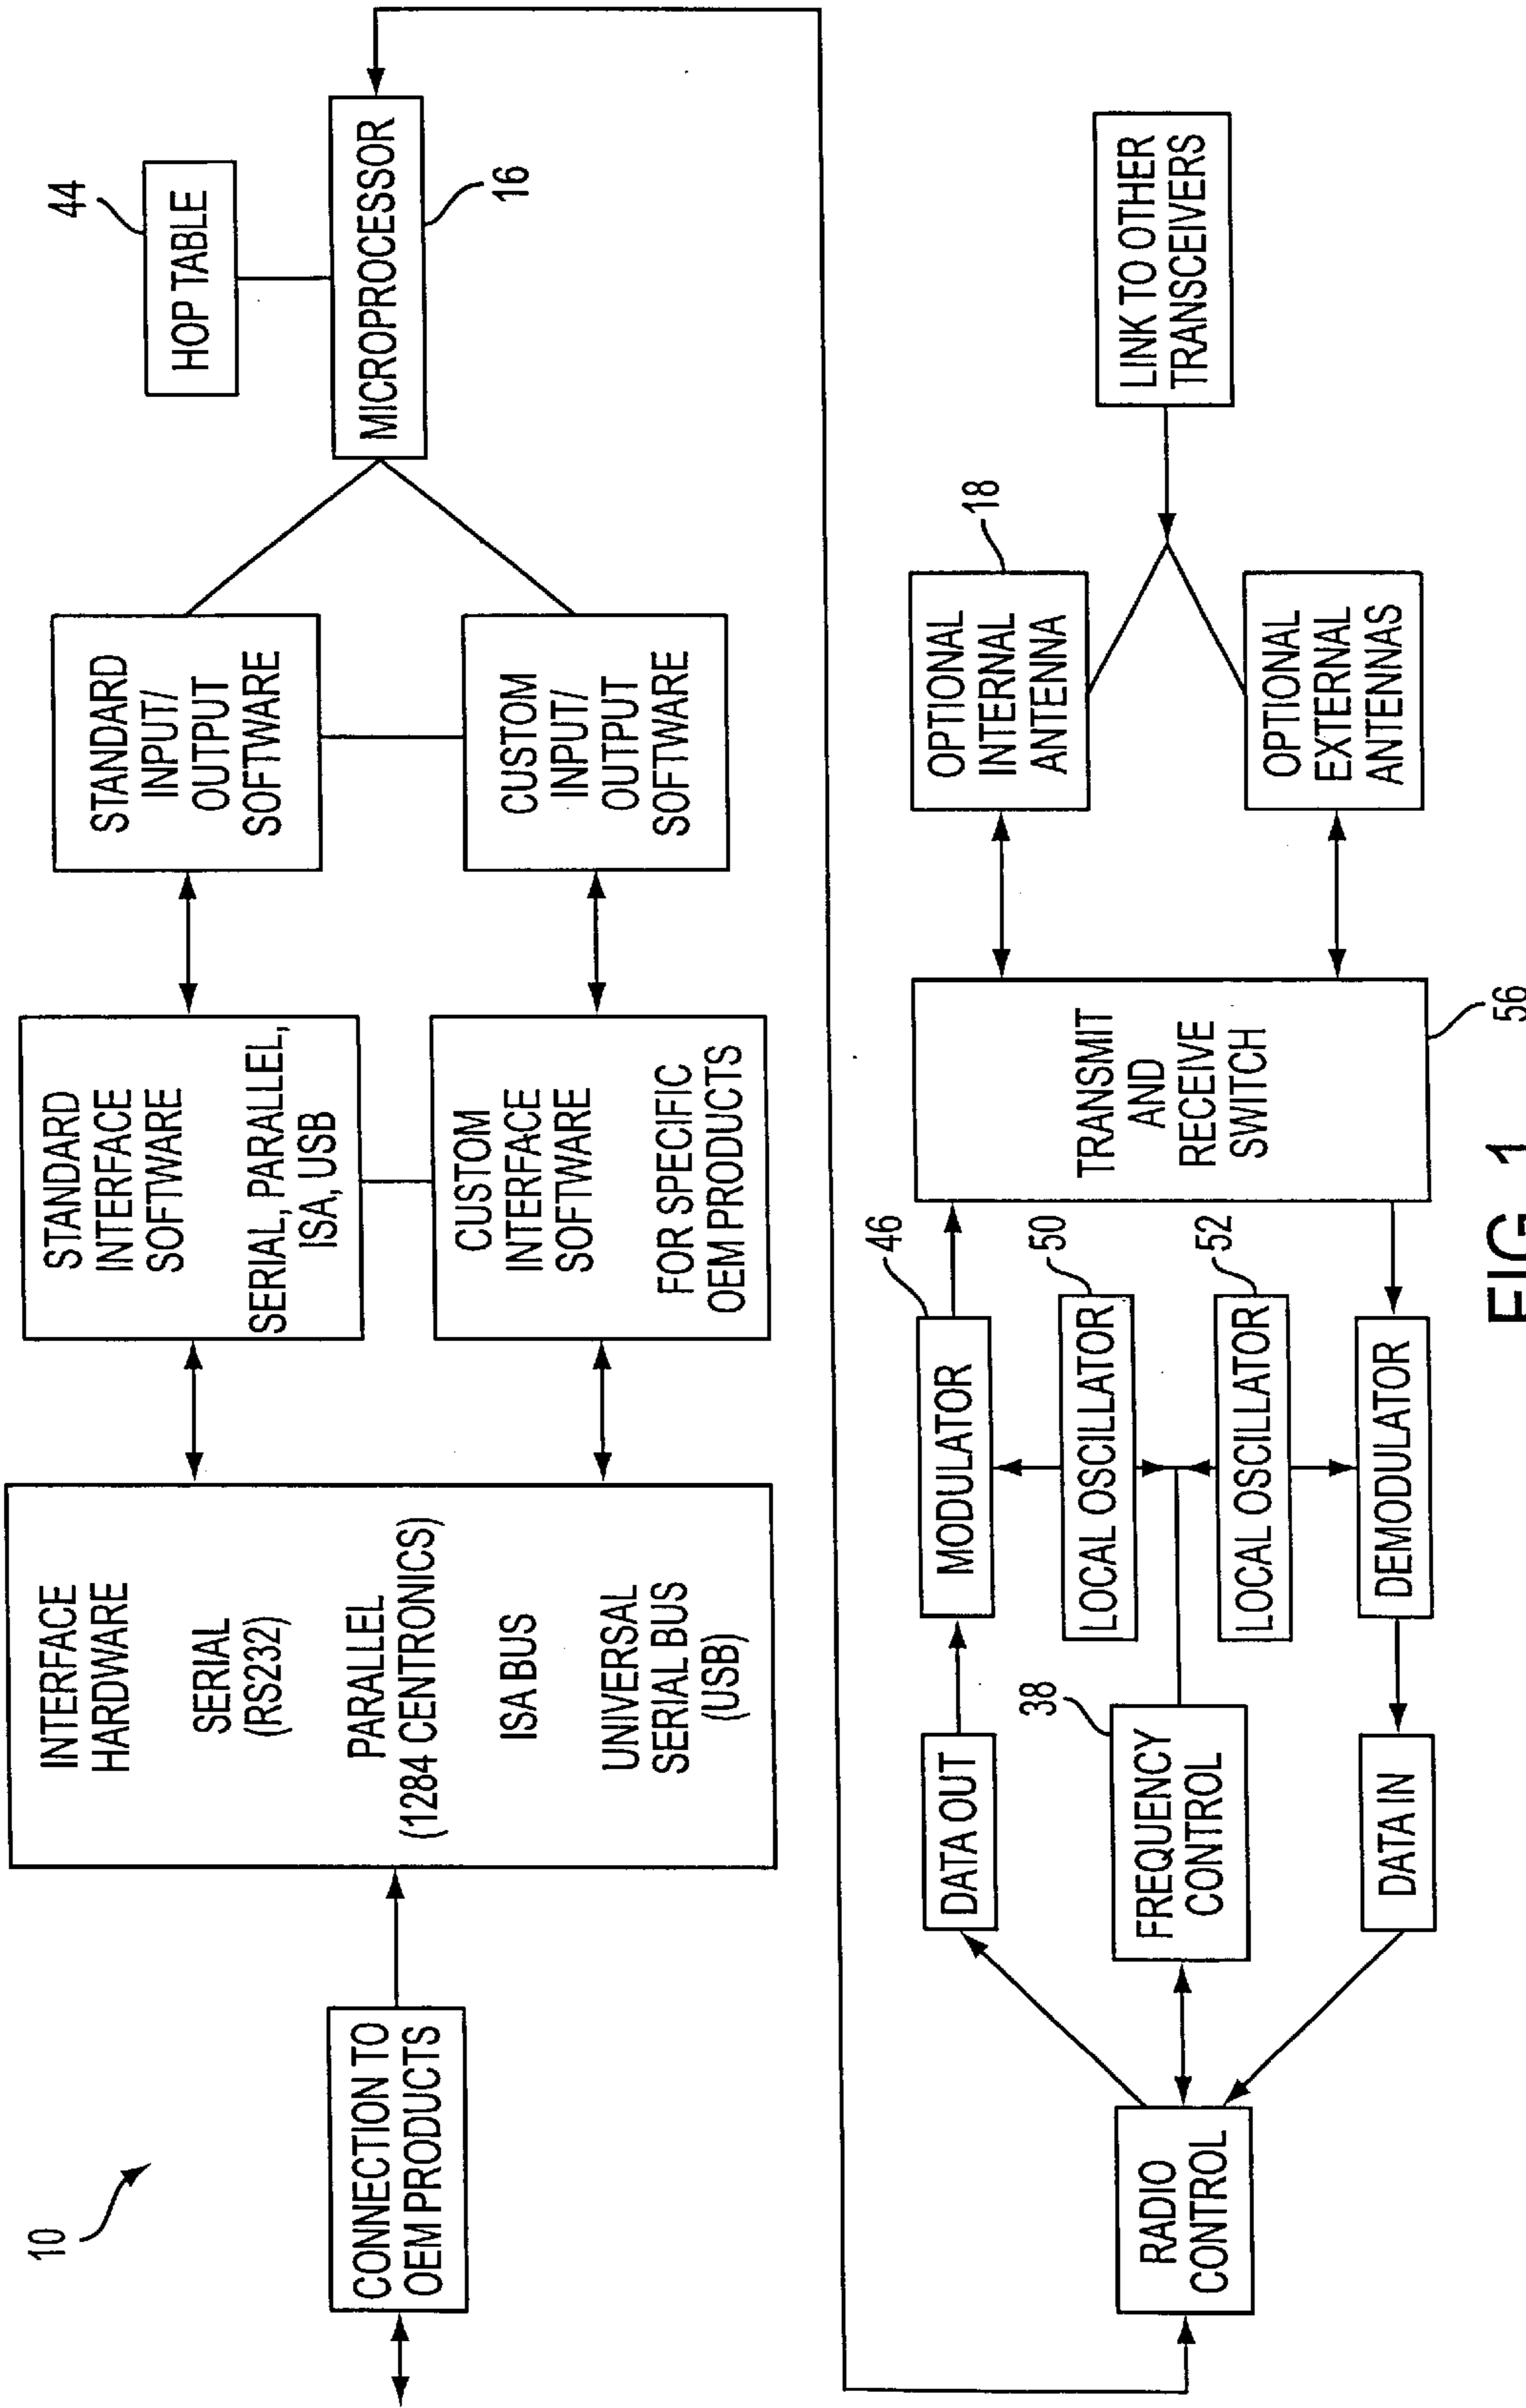 10
CONNECTION TO
OEM PRODUCTS
INTERFACE
HARDWARE
SERIAL
(RS232)
PARALLEL
(1284 CENTRONICS)
ISA BUS
UNIVERSAL
SERIAL BUS
(USB)
STANDARD
INTERFACE
SOFTWARE
SERIAL, PARALLEL,
ISA, USB
CUSTOM
INTERFACE
SOFTWARE
FOR SPECIFIC
OEM PRODUCTS
STANDARD
INPUT/
OUTPUT
SOFTWARE
CUSTOM
INPUT/
OUTPUT
SOFTWARE
44
HOP TABLE
MICROPROCESSOR
16
RADIO
CONTROL
DATA OUT
38
FREQUENCY
CONTROL
DATA IN
46
MODULATOR
50
LOCAL OSCILLATOR
52
LOCAL OSCILLATOR
DEMODULATOR
TRANSMIT
AND
RECEIVE
SWITCH
56
18
OPTIONAL
INTERNAL
ANTENNA
OPTIONAL
EXTERNAL
ANTENNAS
LINK TO OTHER
TRANSCEIVERS
FIG. 1